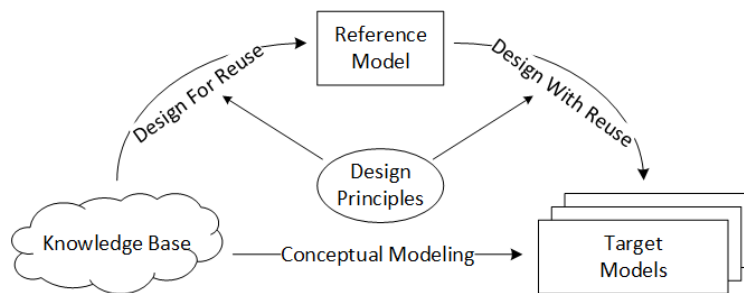 Reference
Model
Design For Reuse
Design With Reuse
Design
Principles
Knowledge Base
Conceptual Modeling
Target
Models